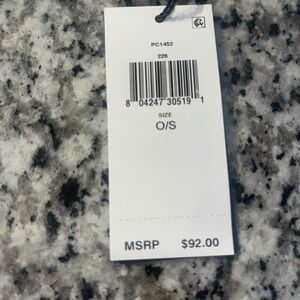 PC1452
226
8 04247 30519 1
SIZE
O/S
MSRP $92.00